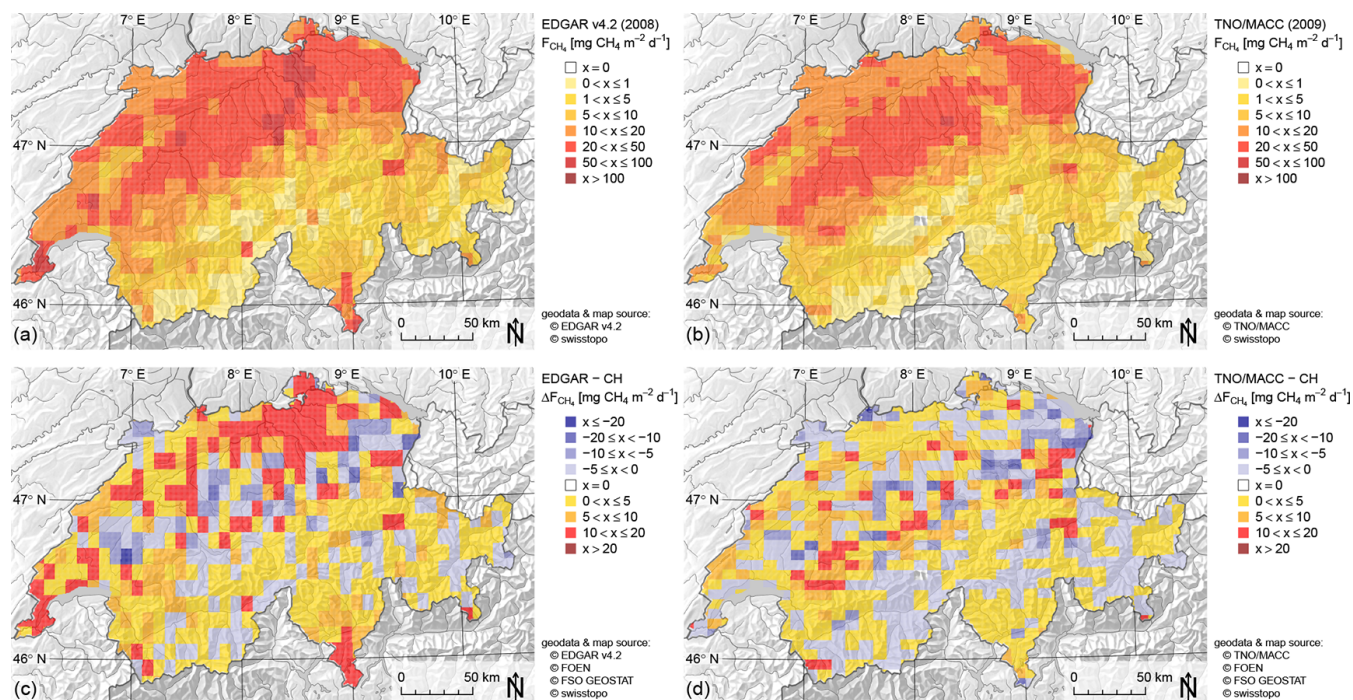 7° E 8° E 9° E 10° E
47° N
46° N
(a)
EDGAR v4.2 (2008)
F_CH₄ [mg CH₄ m⁻² d⁻¹]
x = 0
0 < x ≤ 1
1 < x ≤ 5
5 < x ≤ 10
10 < x ≤ 20
20 < x ≤ 50
50 < x ≤ 100
x > 100
geodata & map source:
© EDGAR v4.2
© swisstopo
0 50 km
N
7° E 8° E 9° E 10° E
47° N
46° N
(b)
TNO/MACC (2009)
F_CH₄ [mg CH₄ m⁻² d⁻¹]
x = 0
0 < x ≤ 1
1 < x ≤ 5
5 < x ≤ 10
10 < x ≤ 20
20 < x ≤ 50
50 < x ≤ 100
x > 100
geodata & map source:
© TNO/MACC
© swisstopo
0 50 km
N
7° E 8° E 9° E 10° E
47° N
46° N
(c)
EDGAR − CH
ΔF_CH₄ [mg CH₄ m⁻² d⁻¹]
x ≤ −20
−20 ≤ x < −10
−10 ≤ x < −5
−5 ≤ x < 0
x = 0
0 < x ≤ 5
5 < x ≤ 10
10 < x ≤ 20
x > 20
geodata & map source:
© EDGAR v4.2
© FOEN
© FSO GEOSTAT
© swisstopo
0 50 km
N
7° E 8° E 9° E 10° E
47° N
46° N
(d)
TNO/MACC − CH
ΔF_CH₄ [mg CH₄ m⁻² d⁻¹]
x ≤ −20
−20 ≤ x < −10
−10 ≤ x < −5
−5 ≤ x < 0
x = 0
0 < x ≤ 5
5 < x ≤ 10
10 < x ≤ 20
x > 20
geodata & map source:
© TNO/MACC
© FOEN
© FSO GEOSTAT
© swisstopo
0 50 km
N